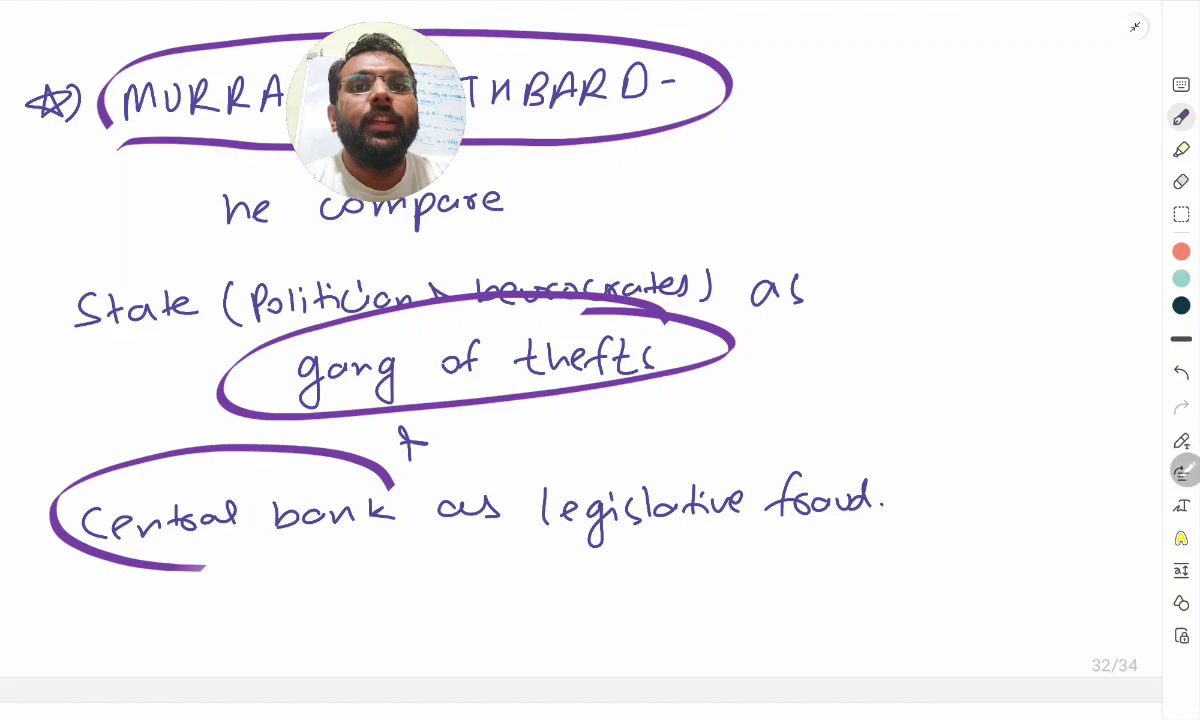 MURRA THBARD-
he compare
State (Politician, beurocrates) as
gang of thefts
+
Central bank as legislative fraud.
32/34